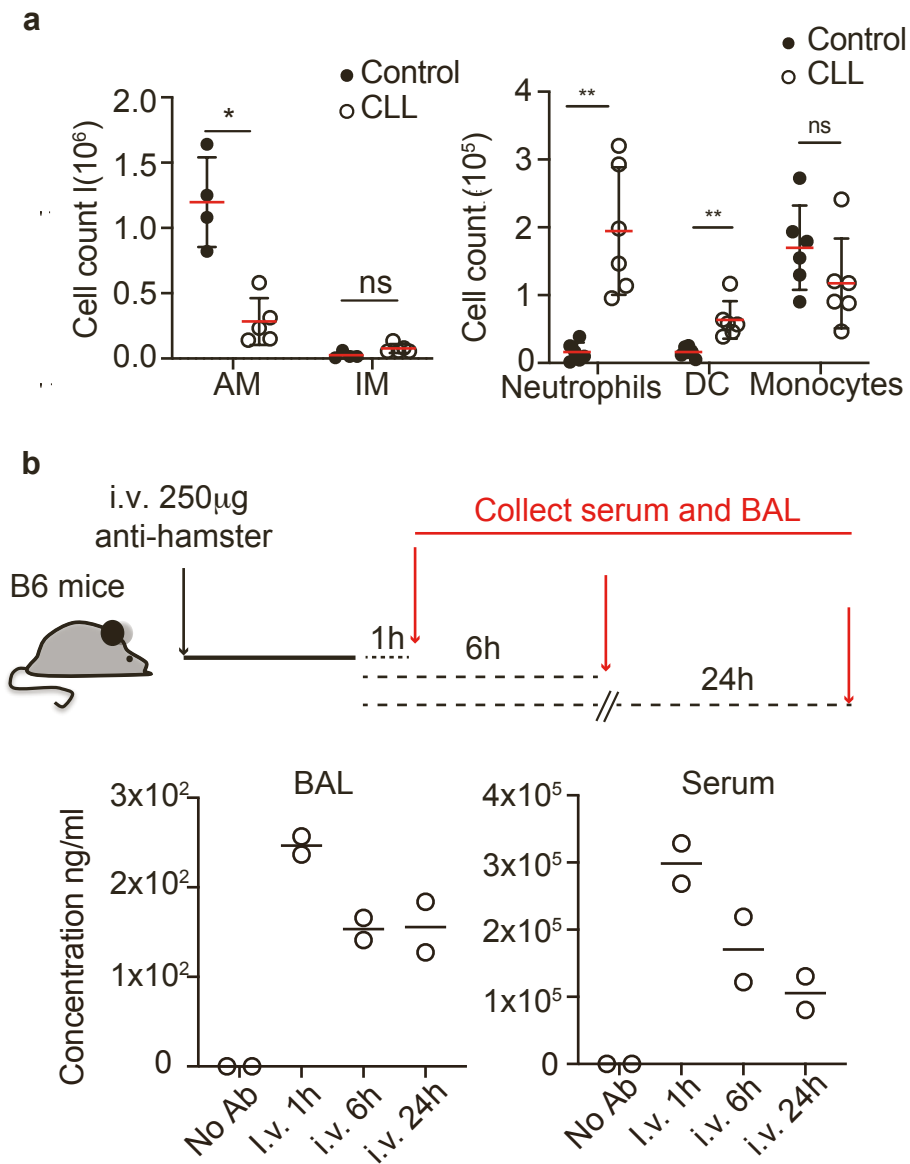 a
Control
CLL
Cell count I(10⁶)
2.0
1.5
1.0
0.5
0.0
*
ns
AM
IM
Control
CLL
Cell count (10⁵)
4
3
2
1
0
**
**
ns
Neutrophils
DC
Monocytes
b
i.v. 250µg
anti-hamster
Collect serum and BAL
B6 mice
1h
6h
24h
Concentration ng/ml
BAL
3x10²
2x10²
1x10²
0
No Ab
I.v. 1h
i.v. 6h
i.v. 24h
Serum
4x10⁵
3x10⁵
2x10⁵
1x10⁵
0
No Ab
I.v. 1h
i.v. 6h
i.v. 24h